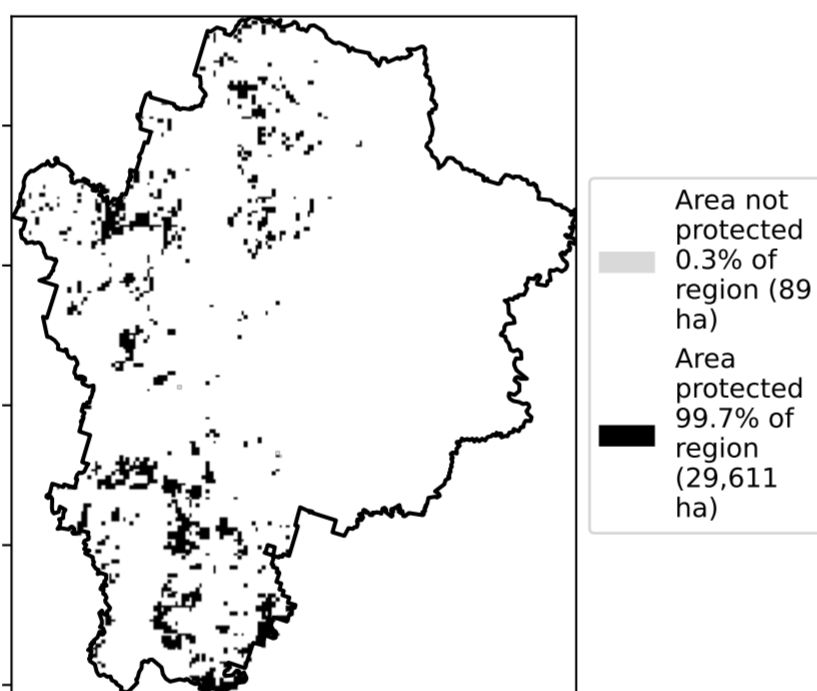 Area not
protected
0.3% of
region (89
ha)
Area
protected
99.7% of
region
(29,611
ha)